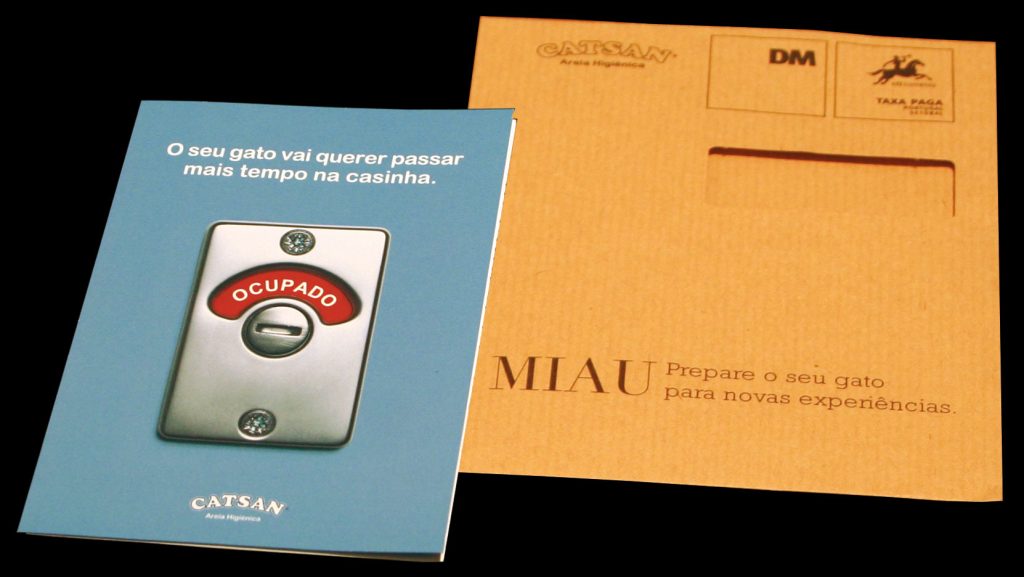 O seu gato vai querer passar
mais tempo na casinha.
OCUPADO
CATSAN
Areia Higiénica
CATSAN
Areia Higiénica
DM
TAXA PAGA
PORTUGAL
MIAU
Prepare o seu gato
para novas experiências.